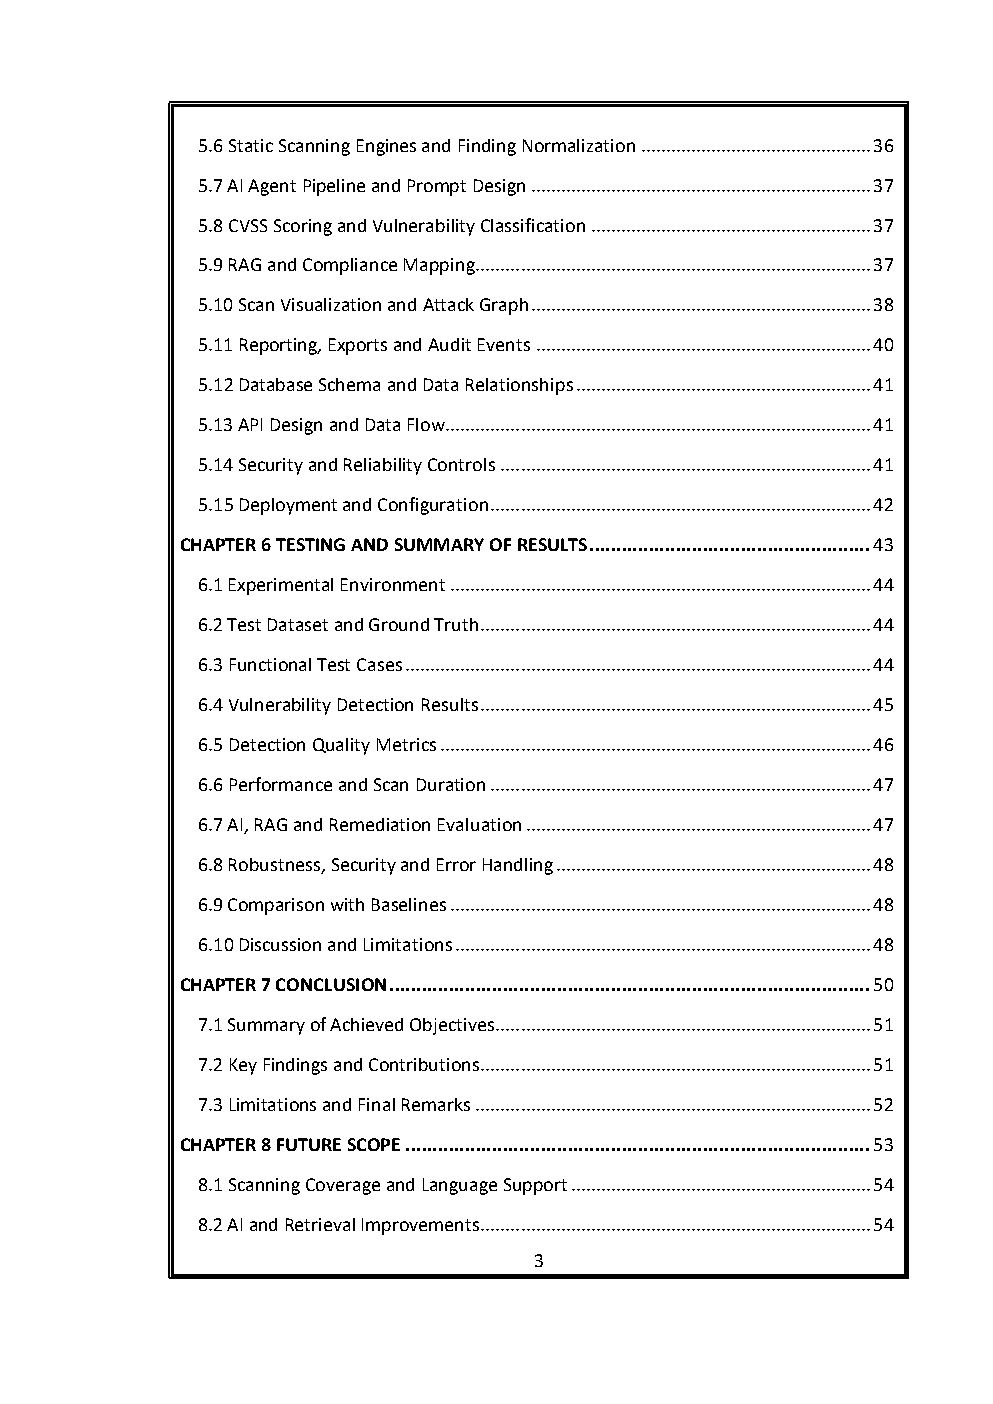 5.6 Static Scanning Engines and Finding Normalization ..............................................36
5.7 AI Agent Pipeline and Prompt Design ....................................................................37
5.8 CVSS Scoring and Vulnerability Classification ........................................................37
5.9 RAG and Compliance Mapping...............................................................................37
5.10 Scan Visualization and Attack Graph ....................................................................38
5.11 Reporting, Exports and Audit Events ...................................................................40
5.12 Database Schema and Data Relationships ...........................................................41
5.13 API Design and Data Flow.....................................................................................41
5.14 Security and Reliability Controls ..........................................................................41
5.15 Deployment and Configuration............................................................................42
CHAPTER 6 TESTING AND SUMMARY OF RESULTS....................................................43
6.1 Experimental Environment ....................................................................................44
6.2 Test Dataset and Ground Truth..............................................................................44
6.3 Functional Test Cases .............................................................................................44
6.4 Vulnerability Detection Results..............................................................................45
6.5 Detection Quality Metrics ......................................................................................46
6.6 Performance and Scan Duration ............................................................................47
6.7 AI, RAG and Remediation Evaluation .....................................................................47
6.8 Robustness, Security and Error Handling ...............................................................48
6.9 Comparison with Baselines ....................................................................................48
6.10 Discussion and Limitations ...................................................................................48
CHAPTER 7 CONCLUSION.........................................................................................50
7.1 Summary of Achieved Objectives...........................................................................51
7.2 Key Findings and Contributions..............................................................................51
7.3 Limitations and Final Remarks ...............................................................................52
CHAPTER 8 FUTURE SCOPE ......................................................................................53
8.1 Scanning Coverage and Language Support ............................................................54
8.2 AI and Retrieval Improvements..............................................................................54
3